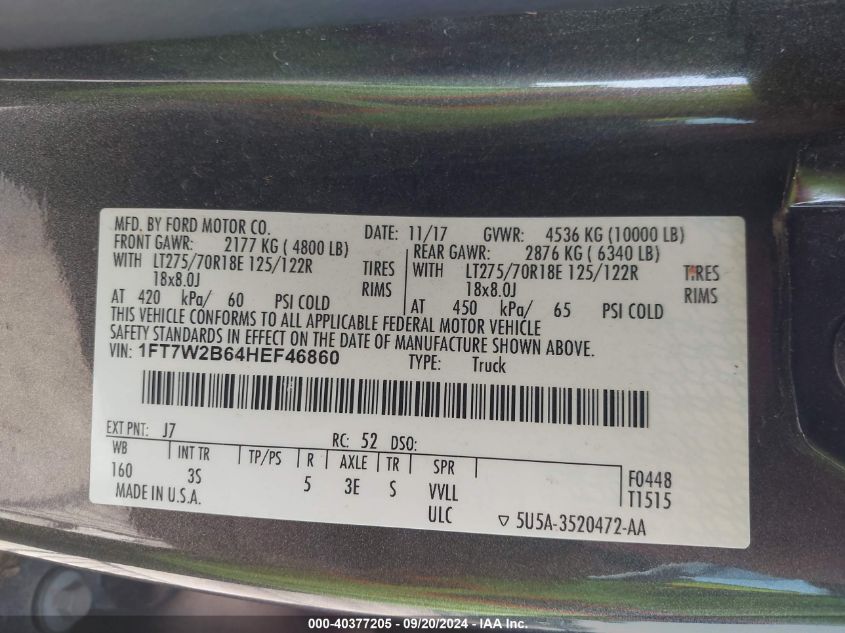 MFD. BY FORD MOTOR CO.
DATE: 11/17 GVWR: 4536 KG (10000 LB)
FRONT GAWR: 2177 KG ( 4800 LB)
WITH LT275/70R18E 125/122R TIRES
18x8.0J RIMS
AT 420 kPa/ 60 PSI COLD
REAR GAWR: 2876 KG ( 6340 LB)
WITH LT275/70R18E 125/122R TIRES
18x8.0J RIMS
AT 450 kPa/ 65 PSI COLD
THIS VEHICLE CONFORMS TO ALL APPLICABLE FEDERAL MOTOR VEHICLE
SAFETY STANDARDS IN EFFECT ON THE DATE OF MANUFACTURE SHOWN ABOVE.
VIN: 1FT7W2B64HEF46860 TYPE: Truck
EXT PNT: J7 RC: 52 DSO:
WB INT TR TP/PS R AXLE TR SPR
160 3S 5 3E S VVLL F0448
T1515
MADE IN U.S.A. ULC ▽ 5U5A-3520472-AA
000-40377205 - 09/20/2024 - IAA Inc.